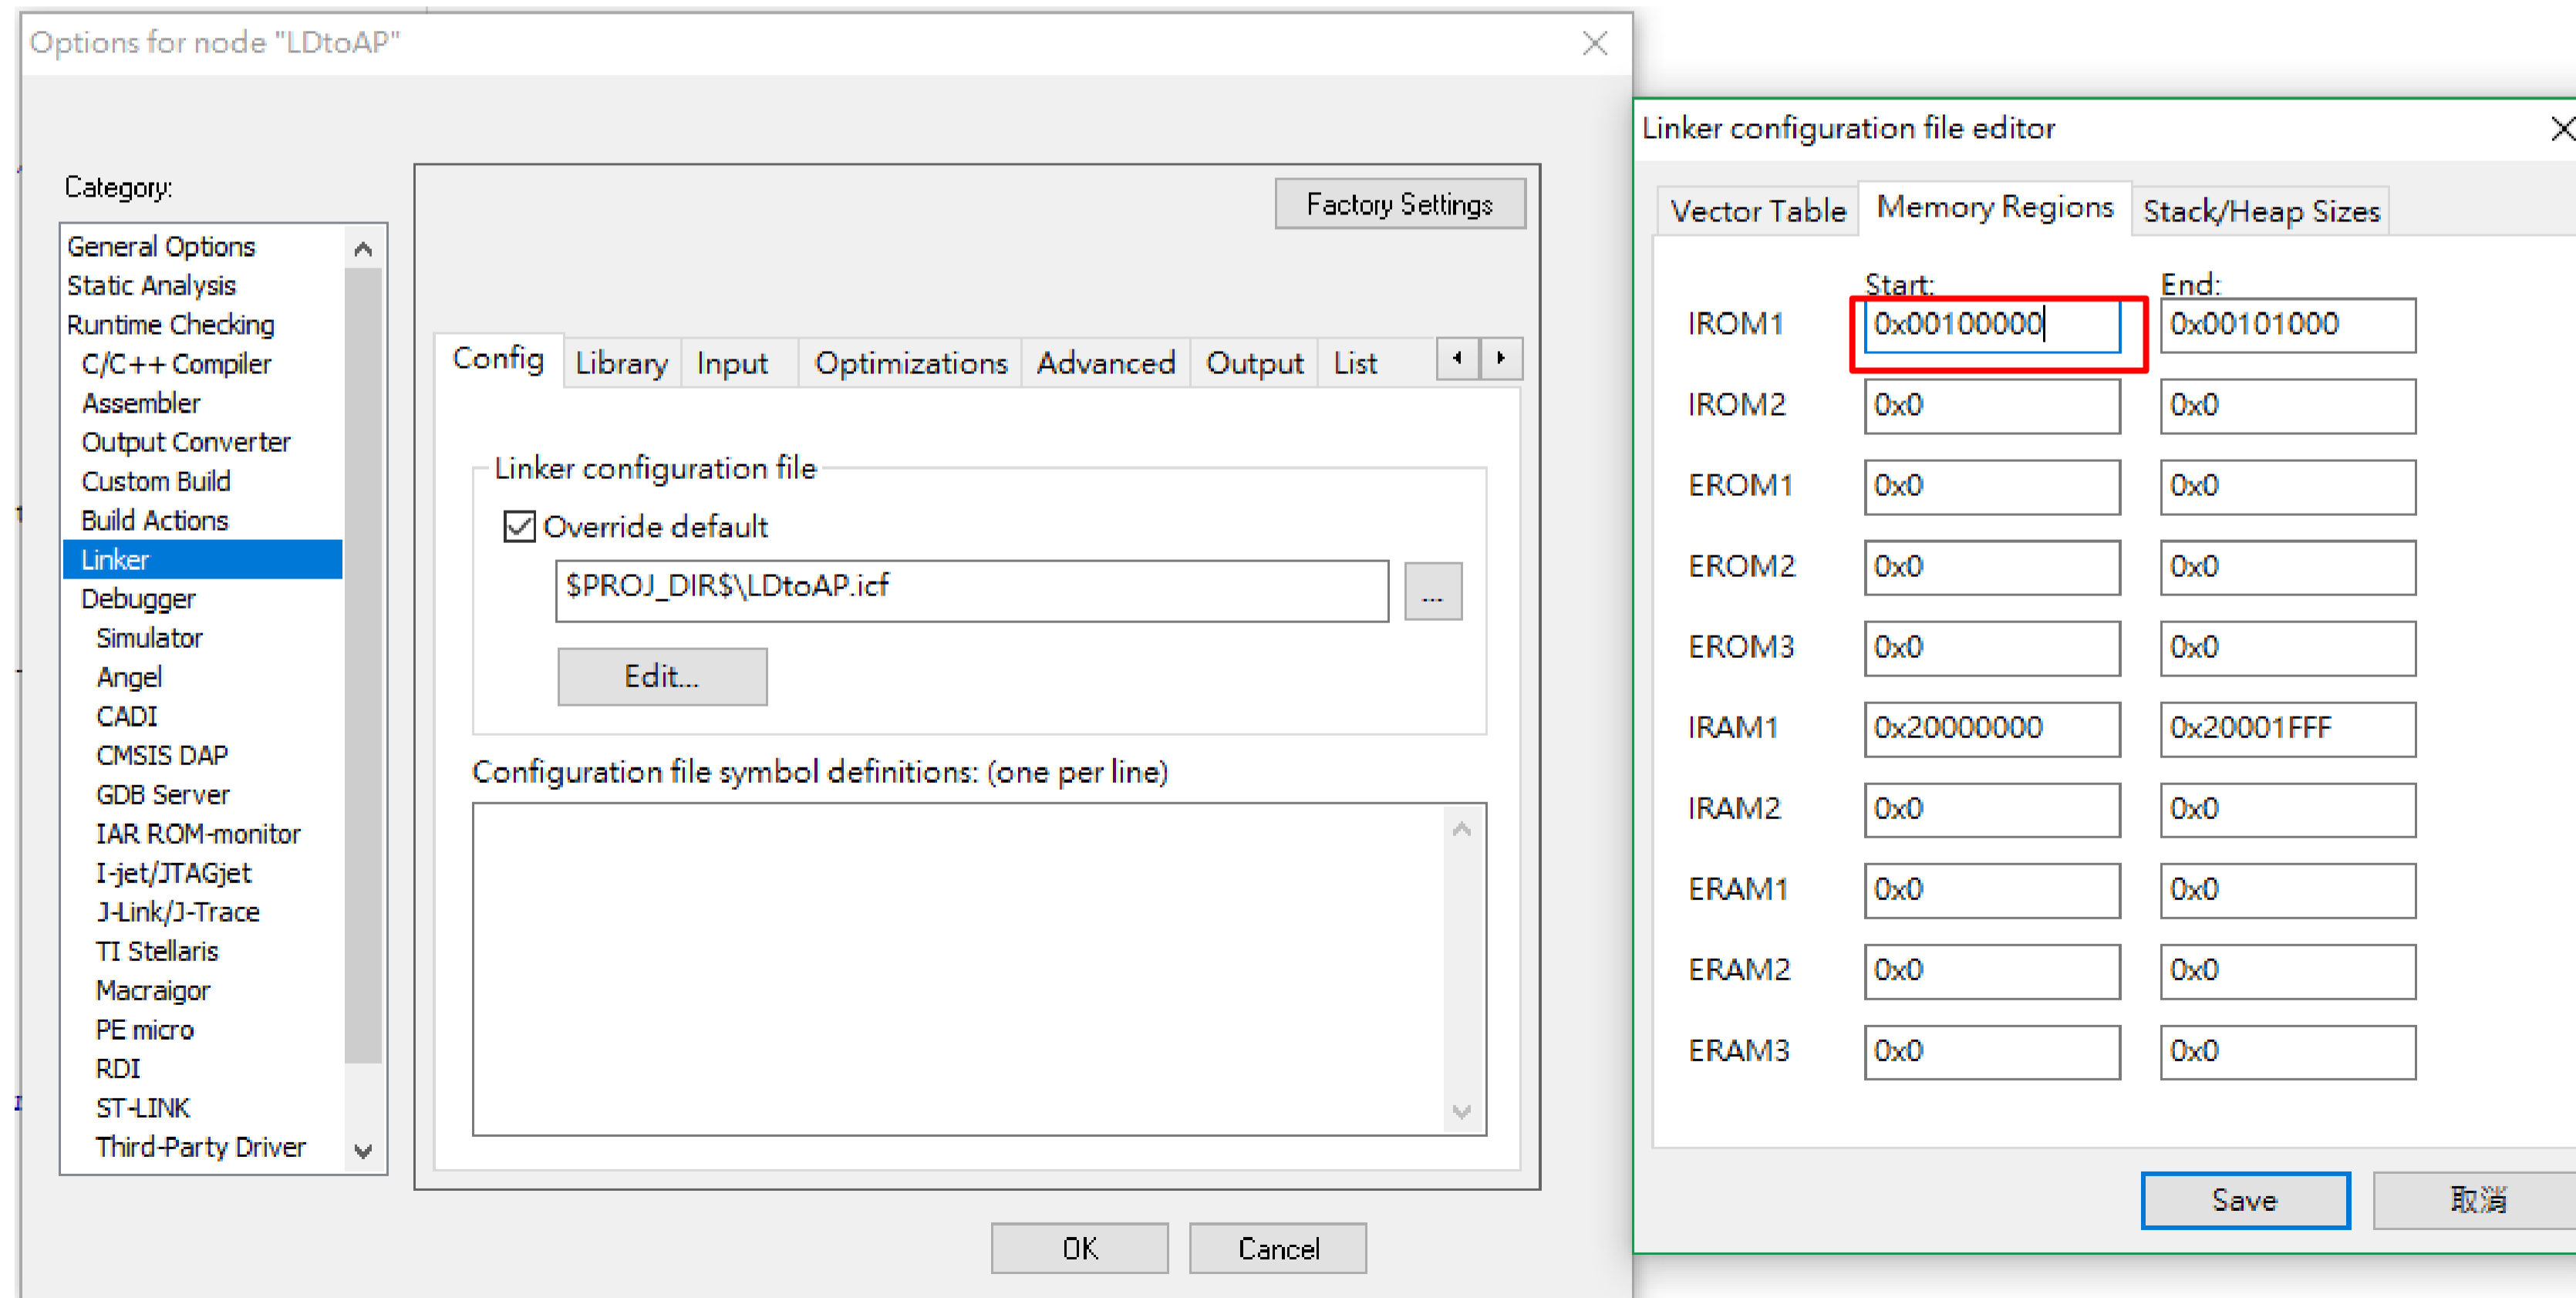 Options for node "LDtoAP"
Category:
General Options
Static Analysis
Runtime Checking
C/C++ Compiler
Assembler
Output Converter
Custom Build
Build Actions
Linker
Debugger
Simulator
Angel
CADI
CMSIS DAP
GDB Server
IAR ROM-monitor
I-jet/JTAGjet
J-Link/J-Trace
TI Stellaris
Macraigor
PE micro
RDI
ST-LINK
Third-Party Driver
Factory Settings
Config Library Input Optimizations Advanced Output List
Linker configuration file
Override default
$PROJ_DIR$\LDtoAP.icf
...
Edit...
Configuration file symbol definitions: (one per line)
OK Cancel
Linker configuration file editor
Vector Table Memory Regions Stack/Heap Sizes
Start: End:
IROM1 0x00100000 0x00101000
IROM2 0x0 0x0
EROM1 0x0 0x0
EROM2 0x0 0x0
EROM3 0x0 0x0
IRAM1 0x20000000 0x20001FFF
IRAM2 0x0 0x0
ERAM1 0x0 0x0
ERAM2 0x0 0x0
ERAM3 0x0 0x0
Save 取消